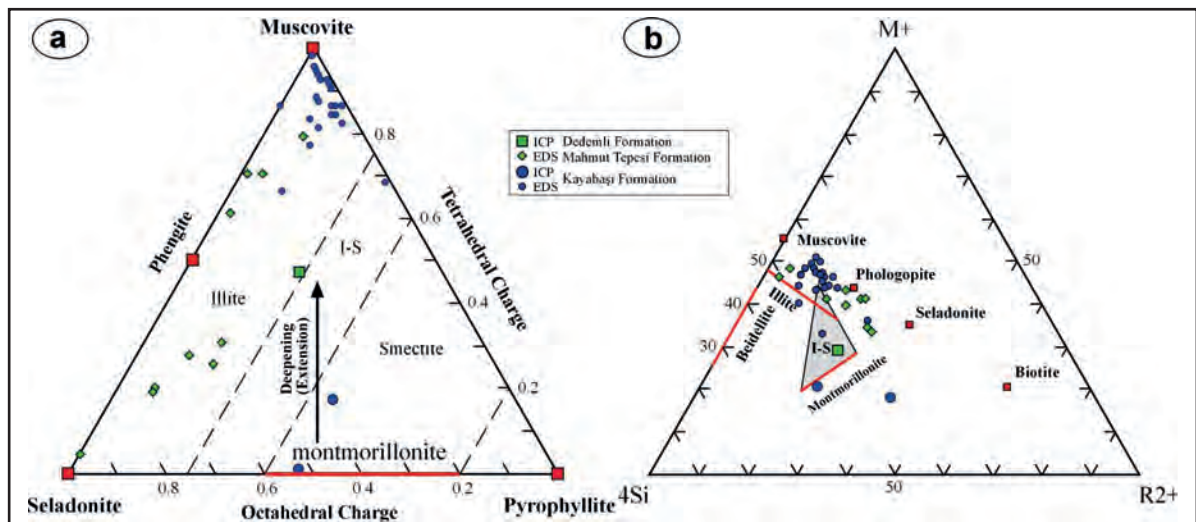 a
Muscovite
0.8
0.6
0.4
0.2
Tetrahedral Charge
Phengite
I-S
Illite
Smectite
Deepening
(Extension)
montmorillonite
Seladonite
0.8
0.6
0.4
0.2
Pyrophyllite
Octahedral Charge
ICP Dedemli Formation
EDS Mahmut Tepesi Formation
ICP
Kayabaşı Formation
EDS
b
M+
Muscovite
50
50
Phologopite
40
Illite
Beidellite
Seladonite
30
I-S
Montmorillonite
Biotite
4Si
50
R2+